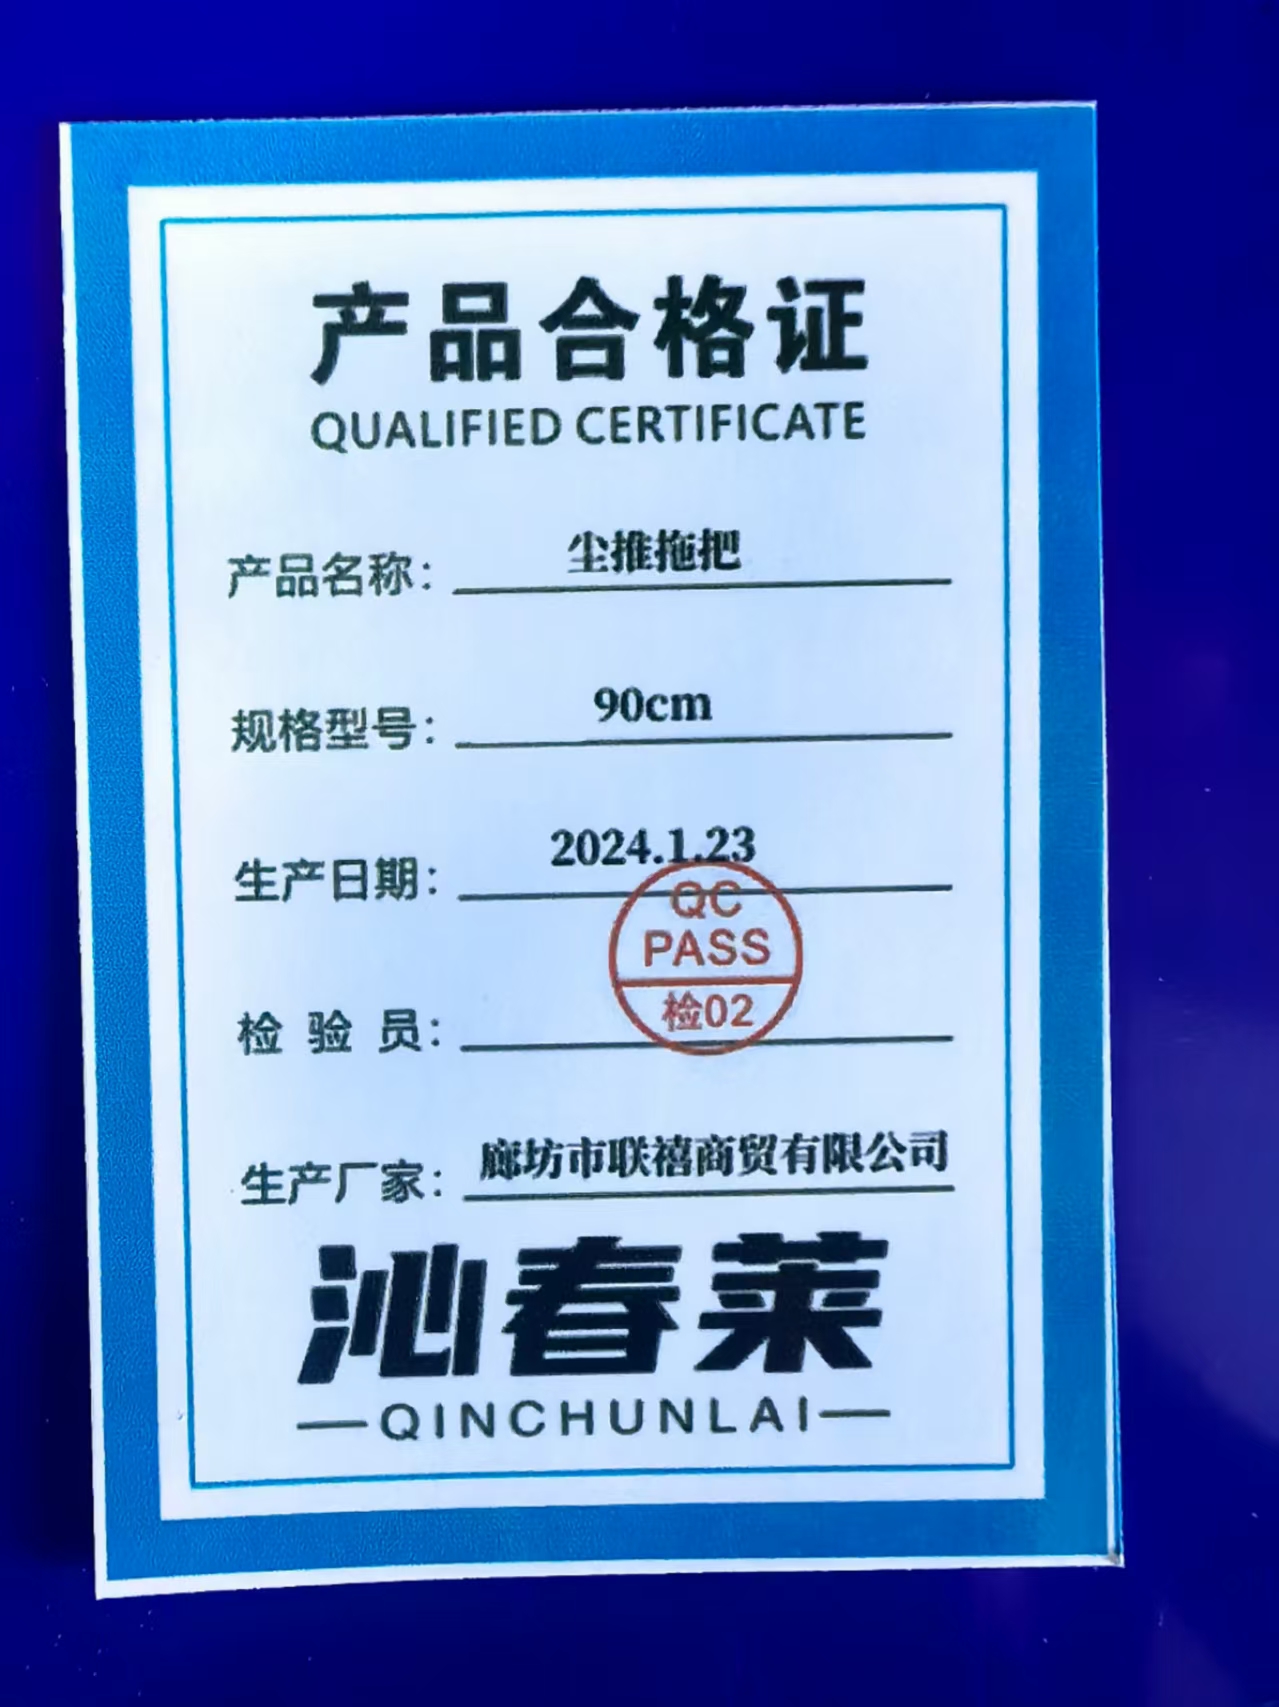 产品合格证
QUALIFIED CERTIFICATE
产品名称： 尘推拖把
规格型号： 90cm
生产日期： 2024.1.23
QC
PASS
检02
检验员：
生产厂家： 廊坊市联禧商贸有限公司
沁春莱
—QINCHUNLAI—